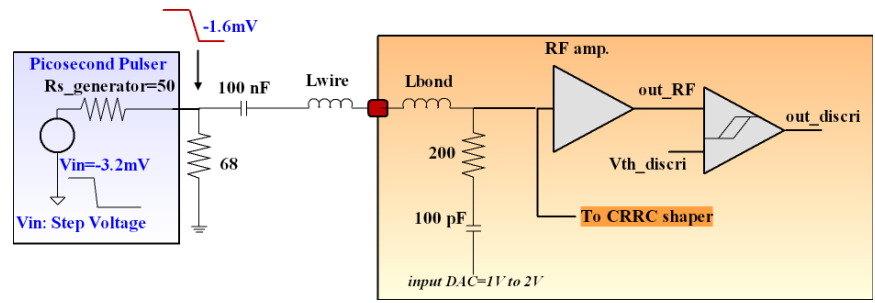 -1.6mV
Picosecond Pulser
Rs_generator=50
100 nF
Lwire
Lbond
RF amp.
out_RF
out_discri
Vin=-3.2mV
68
200
Vth_discri
Vin: Step Voltage
100 pF
To CRRC shaper
input DAC=1V to 2V